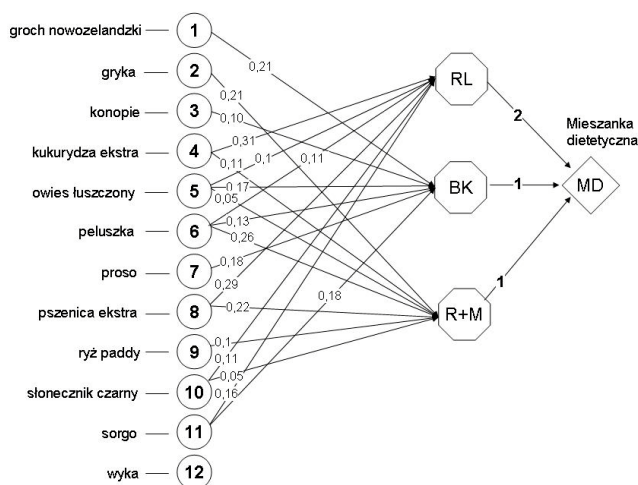 groch nowozelandzki 1
0,21
gryka 2
0,21
konopie 3
0,10
kukurydza ekstra 4
0,31
0,11
owies łuszczony 5
0,1
0,11
0,17
0,05
peluszka 6
0,13
0,26
proso 7
0,18
0,29
pszenica ekstra 8
0,22
0,18
ryż paddy 9
0,1
0,11
słonecznik czarny 10
0,05
0,16
sorgo 11
wyka 12
RL
BK
R+M
2
1
1
Mieszanka
dietetyczna
MD